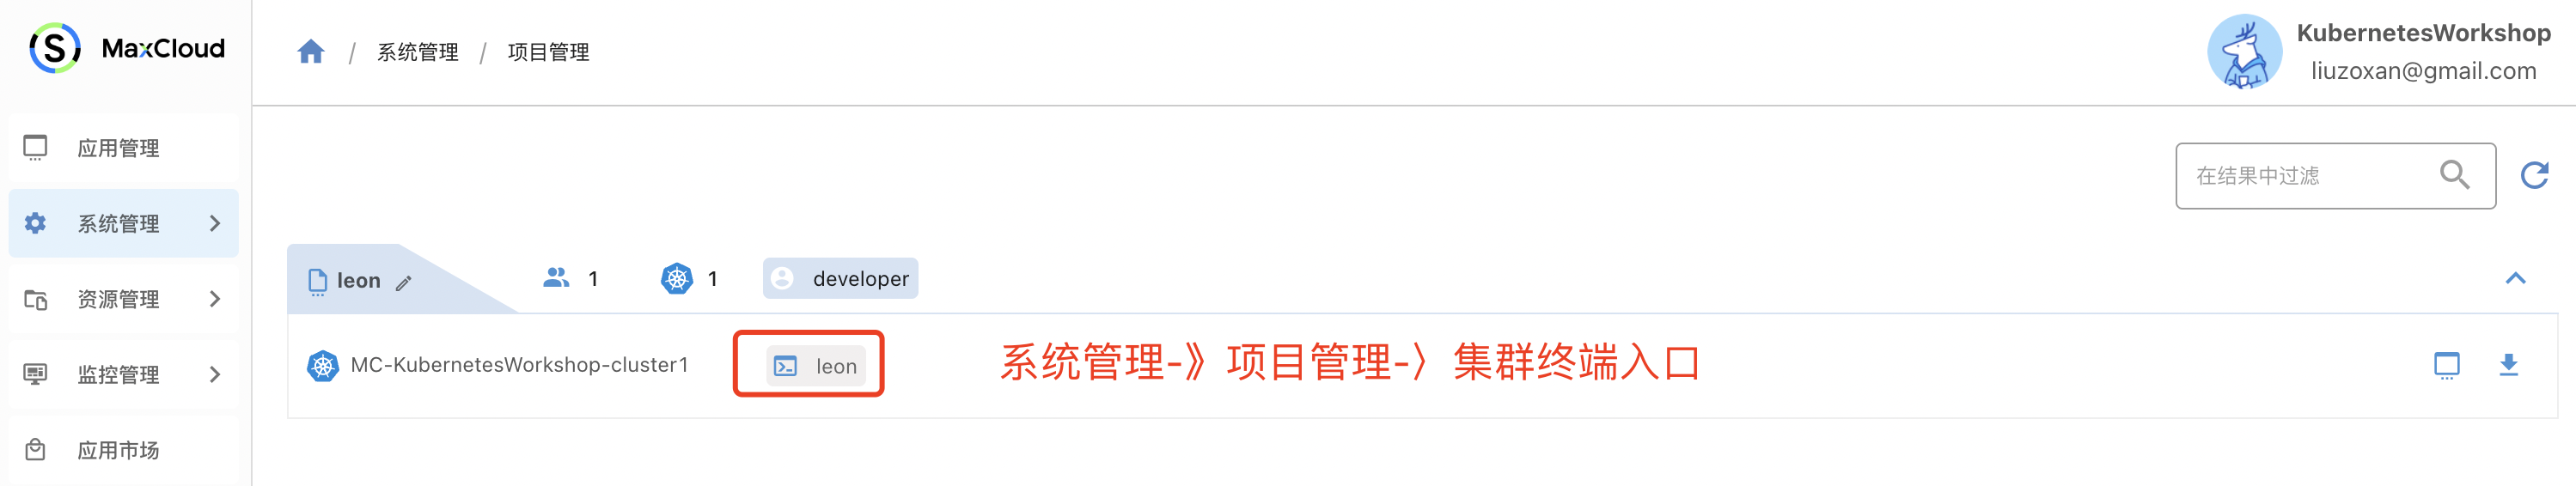 MaxCloud
/ 系统管理 / 项目管理
KubernetesWorkshop
liuzoxan@gmail.com
应用管理
系统管理
资源管理
监控管理
应用市场
在结果中过滤
leon 1 1 developer
MC-KubernetesWorkshop-cluster1 leon 系统管理-》项目管理-〉集群终端入口